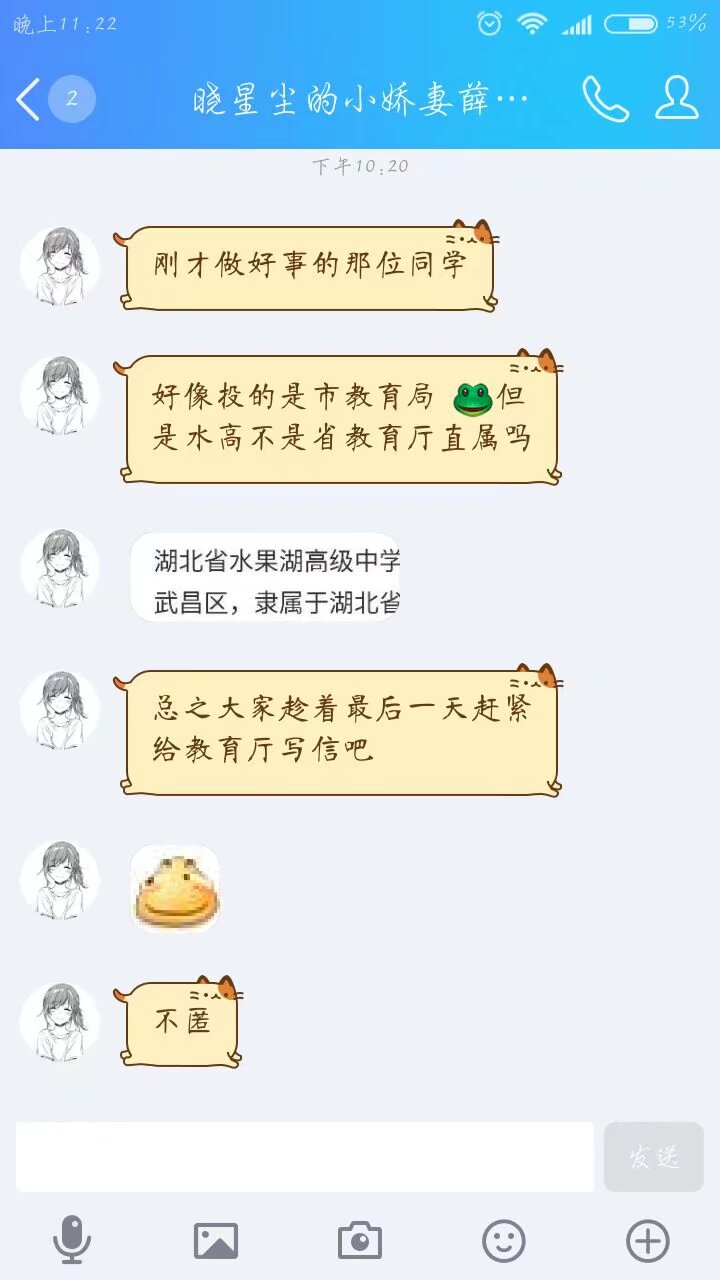 晚上11:22
53%
2
晓星尘的小娇妻薛…
下午10:20
刚才做好事的那位同学
好像投的是市教育局 🐸但
是水高不是省教育厅直属吗
湖北省水果湖高级中学
武昌区，隶属于湖北省
总之大家趁着最后一天赶紧
给教育厅写信吧
不匿
发送